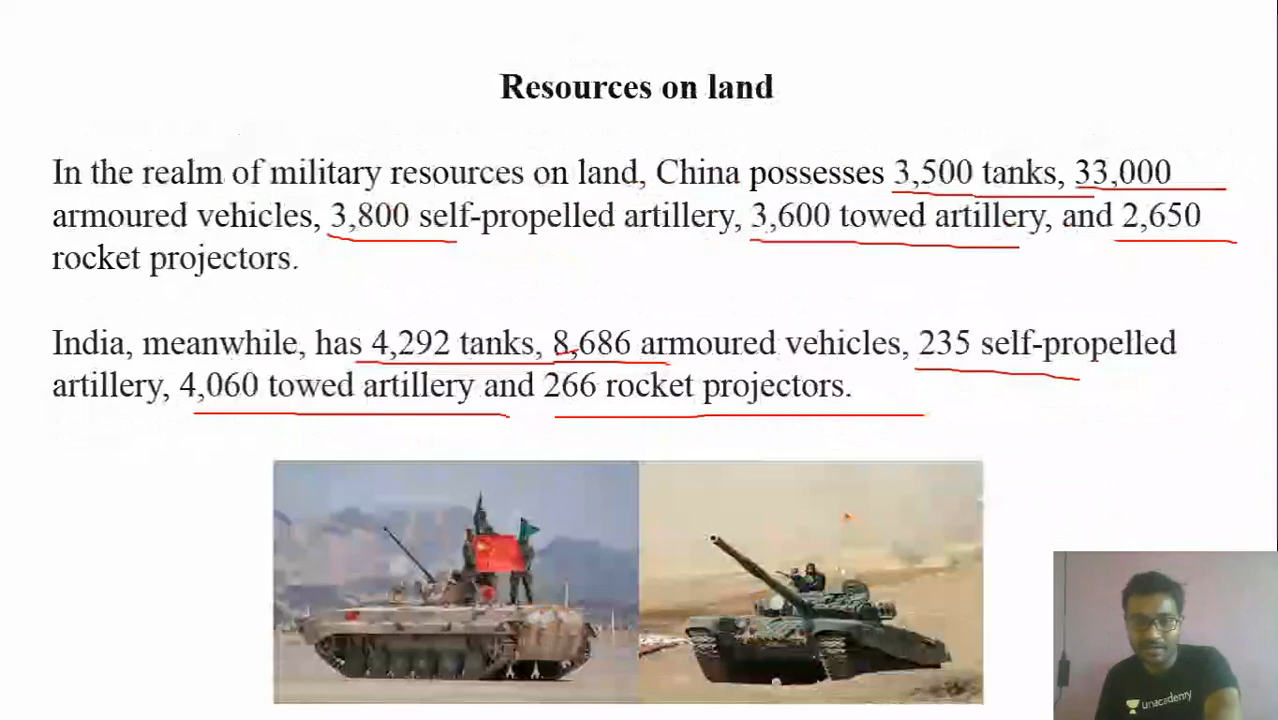 Resources on land
In the realm of military resources on land, China possesses 3,500 tanks, 33,000
armoured vehicles, 3,800 self-propelled artillery, 3,600 towed artillery, and 2,650
rocket projectors.
India, meanwhile, has 4,292 tanks, 8,686 armoured vehicles, 235 self-propelled
artillery, 4,060 towed artillery and 266 rocket projectors.
unacademy